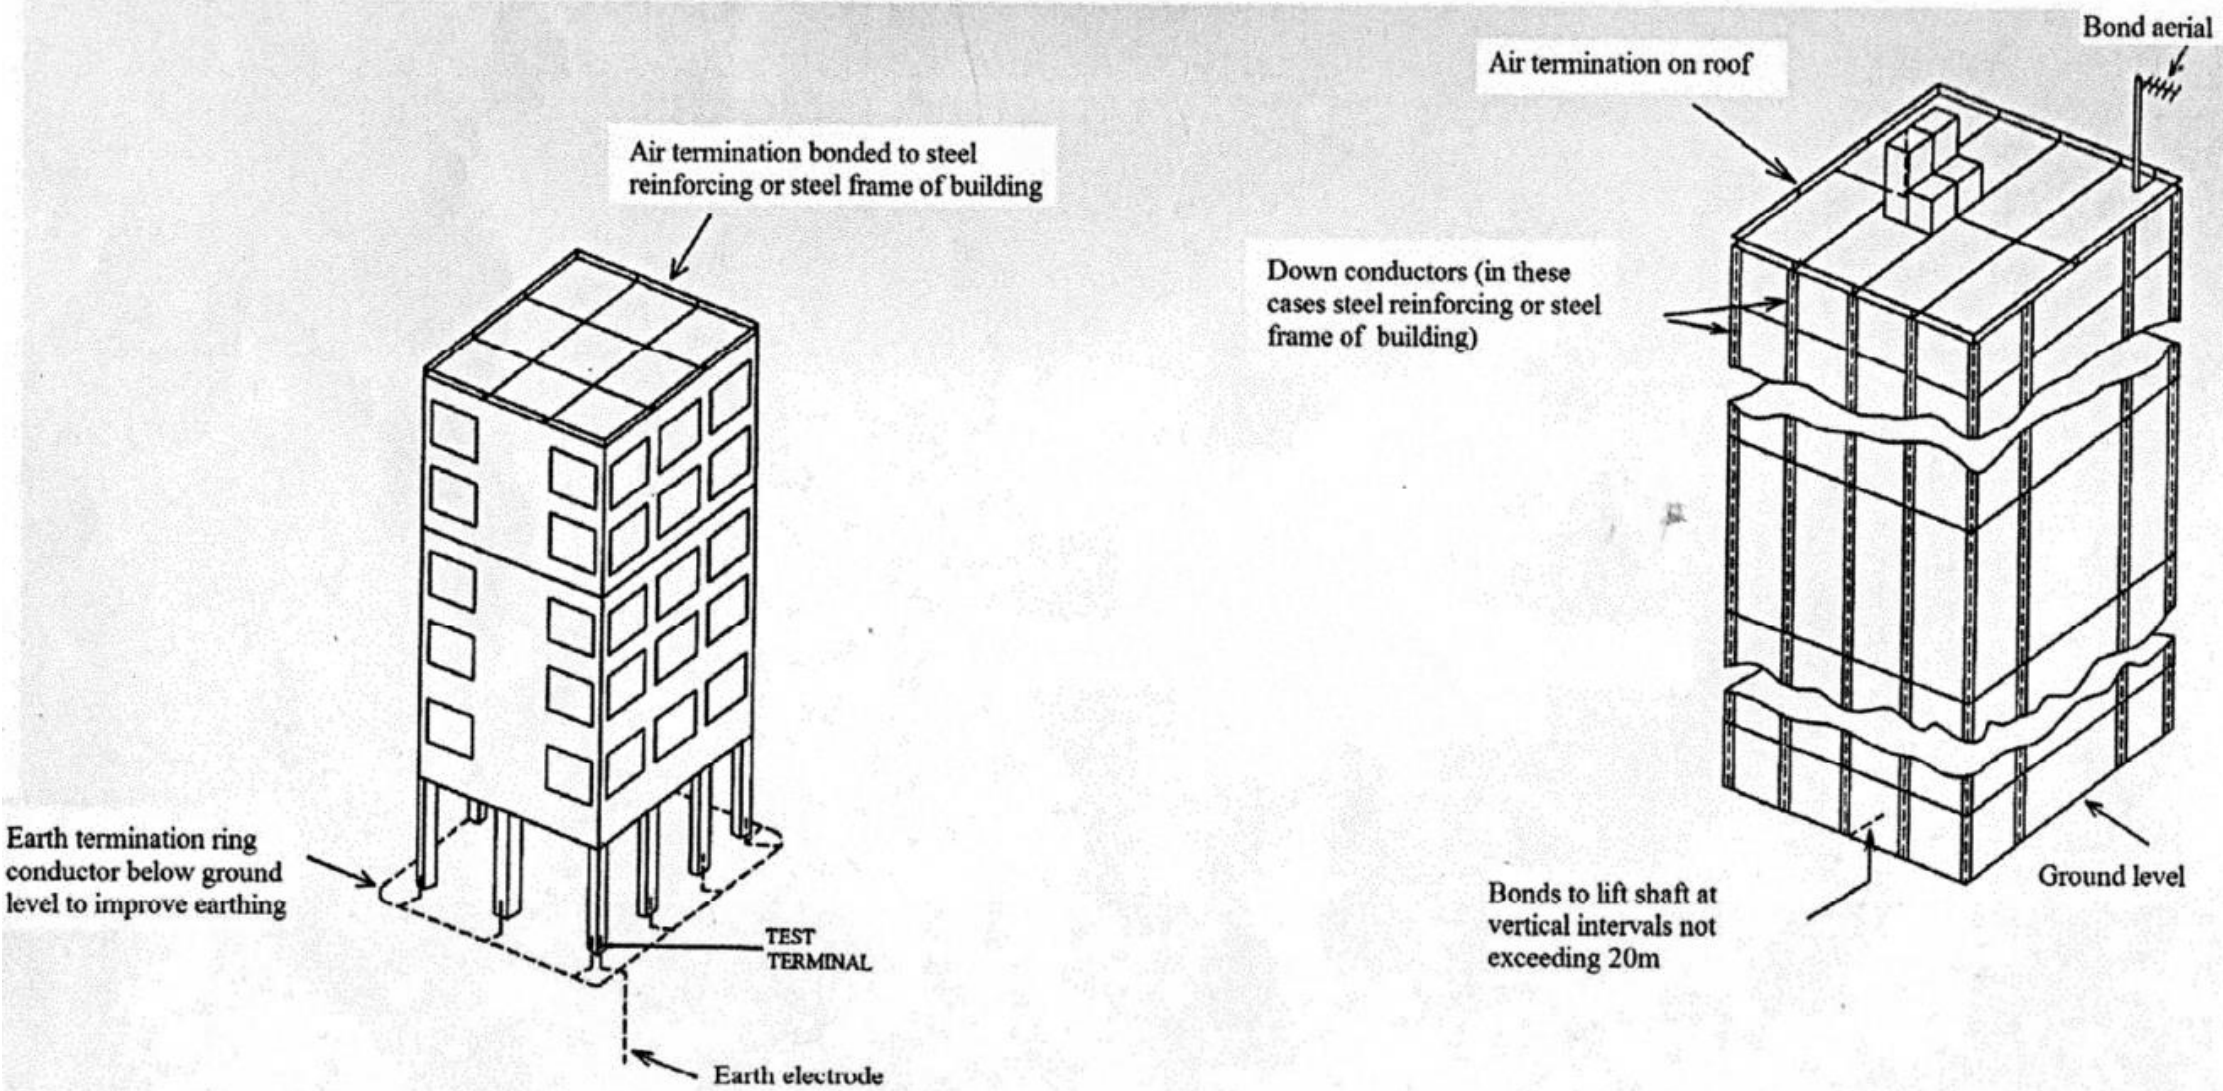 Air termination bonded to steel
reinforcing or steel frame of building
Earth termination ring
conductor below ground
level to improve earthing
TEST
TERMINAL
Earth electrode
Bond aerial
Air termination on roof
Down conductors (in these
cases steel reinforcing or steel
frame of building)
Bonds to lift shaft at
vertical intervals not
exceeding 20m
Ground level